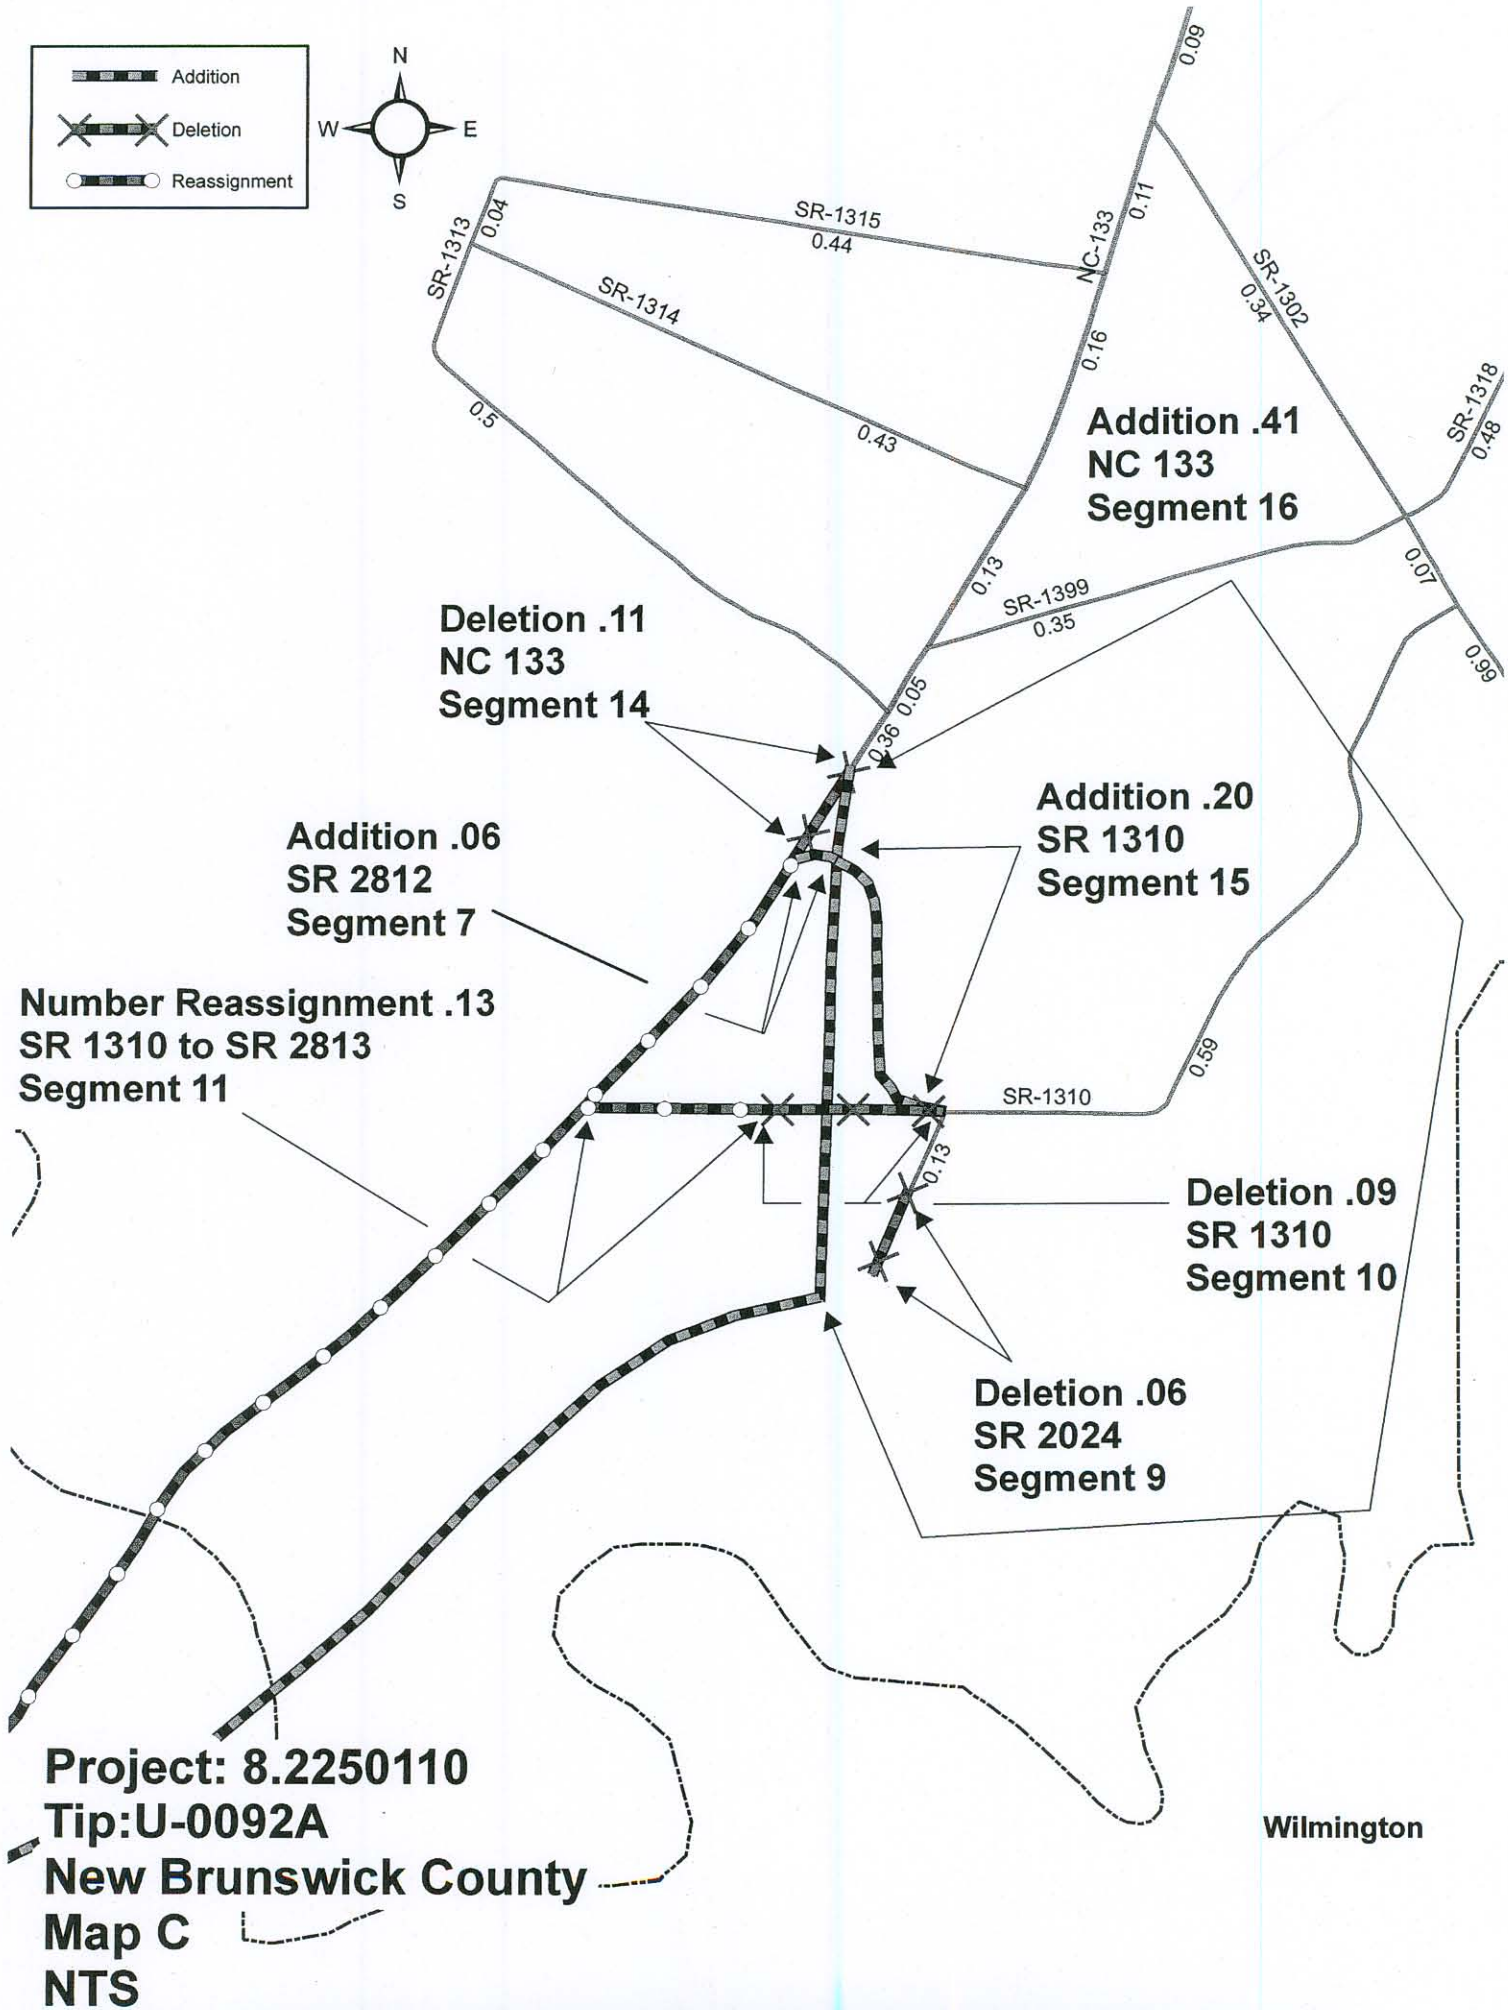 Addition
Deletion
Reassignment
N
W
E
S
0.09
SR-1313
0.04
SR-1315
0.44
NC-133
0.11
SR-1314
0.43
0.16
SR-1302
0.34
0.5
Addition .41
NC 133
Segment 16
SR-1318
0.48
0.13
SR-1399
0.35
0.07
0.99
Deletion .11
NC 133
Segment 14
0.05
0.36
Addition .20
SR 1310
Segment 15
Addition .06
SR 2812
Segment 7
Number Reassignment .13
SR 1310 to SR 2813
Segment 11
SR-1310
0.59
0.13
Deletion .09
SR 1310
Segment 10
Deletion .06
SR 2024
Segment 9
Project: 8.2250110
Tip:U-0092A
New Brunswick County
Map C
NTS
Wilmington